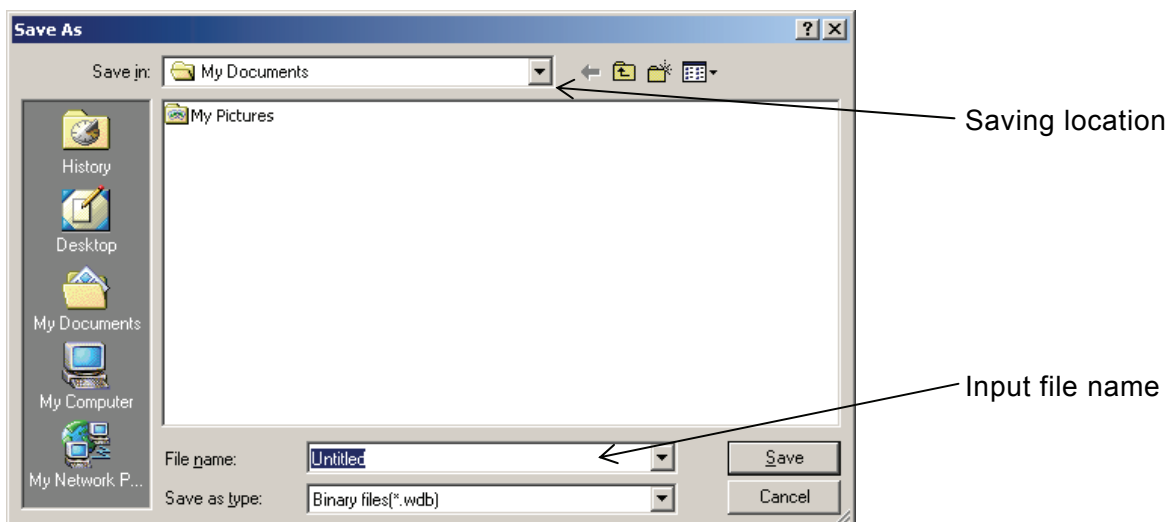 Save As
Save in: My Documents
My Pictures
Saving location
History
Desktop
My Documents
My Computer
My Network P...
Input file name
File name: Untitled Save
Save as type: Binary files(*.wdb) Cancel